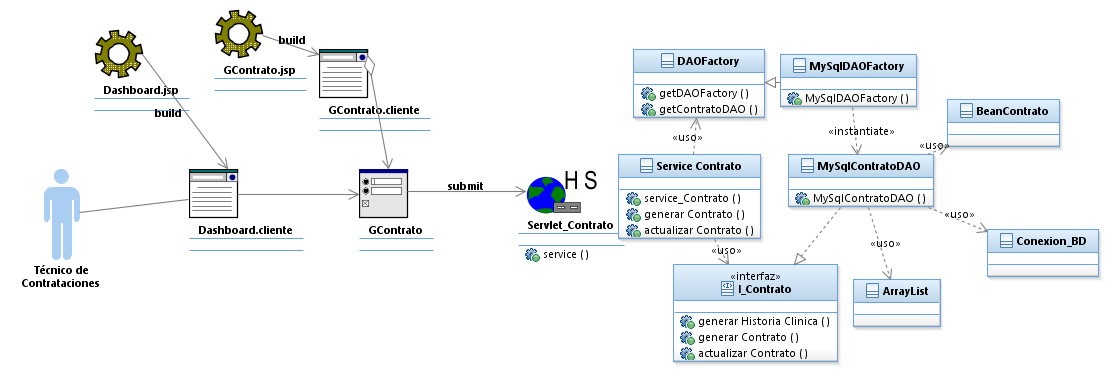 build
GContrato.jsp
Dashboard.jsp
build
GContrato.cliente
Técnico de
Contrataciones
Dashboard.cliente
GContrato
submit
H S
Servlet_Contrato
service ( )
DAOFactory
getDAOFactory ( )
getContratoDAO ( )
MySqlDAOFactory
MySqlDAOFactory ( )
BeanContrato
«instantiate»
«uso»
«uso»
Service Contrato
service_Contrato ( )
generar Contrato ( )
actualizar Contrato ( )
MySqlContratoDAO
MySqlContratoDAO ( )
«uso»
«uso»
«uso»
Conexion_BD
«interfaz»
I_Contrato
generar Historia Clinica ( )
generar Contrato ( )
actualizar Contrato ( )
ArrayList